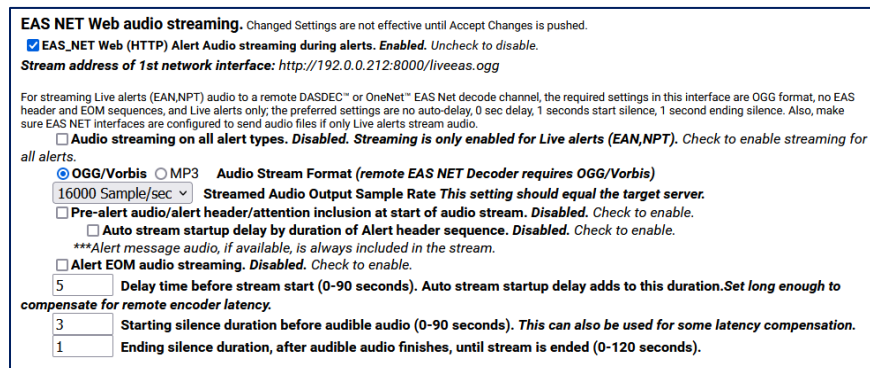 EAS NET Web audio streaming. Changed Settings are not effective until Accept Changes is pushed.
EAS_NET Web (HTTP) Alert Audio streaming during alerts. Enabled. Uncheck to disable.
Stream address of 1st network interface: http://192.0.0.212:8000/liveeas.ogg
For streaming Live alerts (EAN,NPT) audio to a remote DASDEC™ or OneNet™ EAS Net decode channel, the required settings in this interface are OGG format, no EAS
header and EOM sequences, and Live alerts only; the preferred settings are no auto-delay, 0 sec delay, 1 seconds start silence, 1 second ending silence. Also, make
sure EAS NET interfaces are configured to send audio files if only Live alerts stream audio.
Audio streaming on all alert types. Disabled. Streaming is only enabled for Live alerts (EAN,NPT). Check to enable streaming for
all alerts.
OGG/Vorbis MP3 Audio Stream Format (remote EAS NET Decoder requires OGG/Vorbis)
16000 Sample/sec Streamed Audio Output Sample Rate This setting should equal the target server.
Pre-alert audio/alert header/attention inclusion at start of audio stream. Disabled. Check to enable.
Auto stream startup delay by duration of Alert header sequence. Disabled. Check to enable.
***Alert message audio, if available, is always included in the stream.
Alert EOM audio streaming. Disabled. Check to enable.
5 Delay time before stream start (0-90 seconds). Auto stream startup delay adds to this duration.Set long enough to
compensate for remote encoder latency.
3 Starting silence duration before audible audio (0-90 seconds). This can also be used for some latency compensation.
1 Ending silence duration, after audible audio finishes, until stream is ended (0-120 seconds).